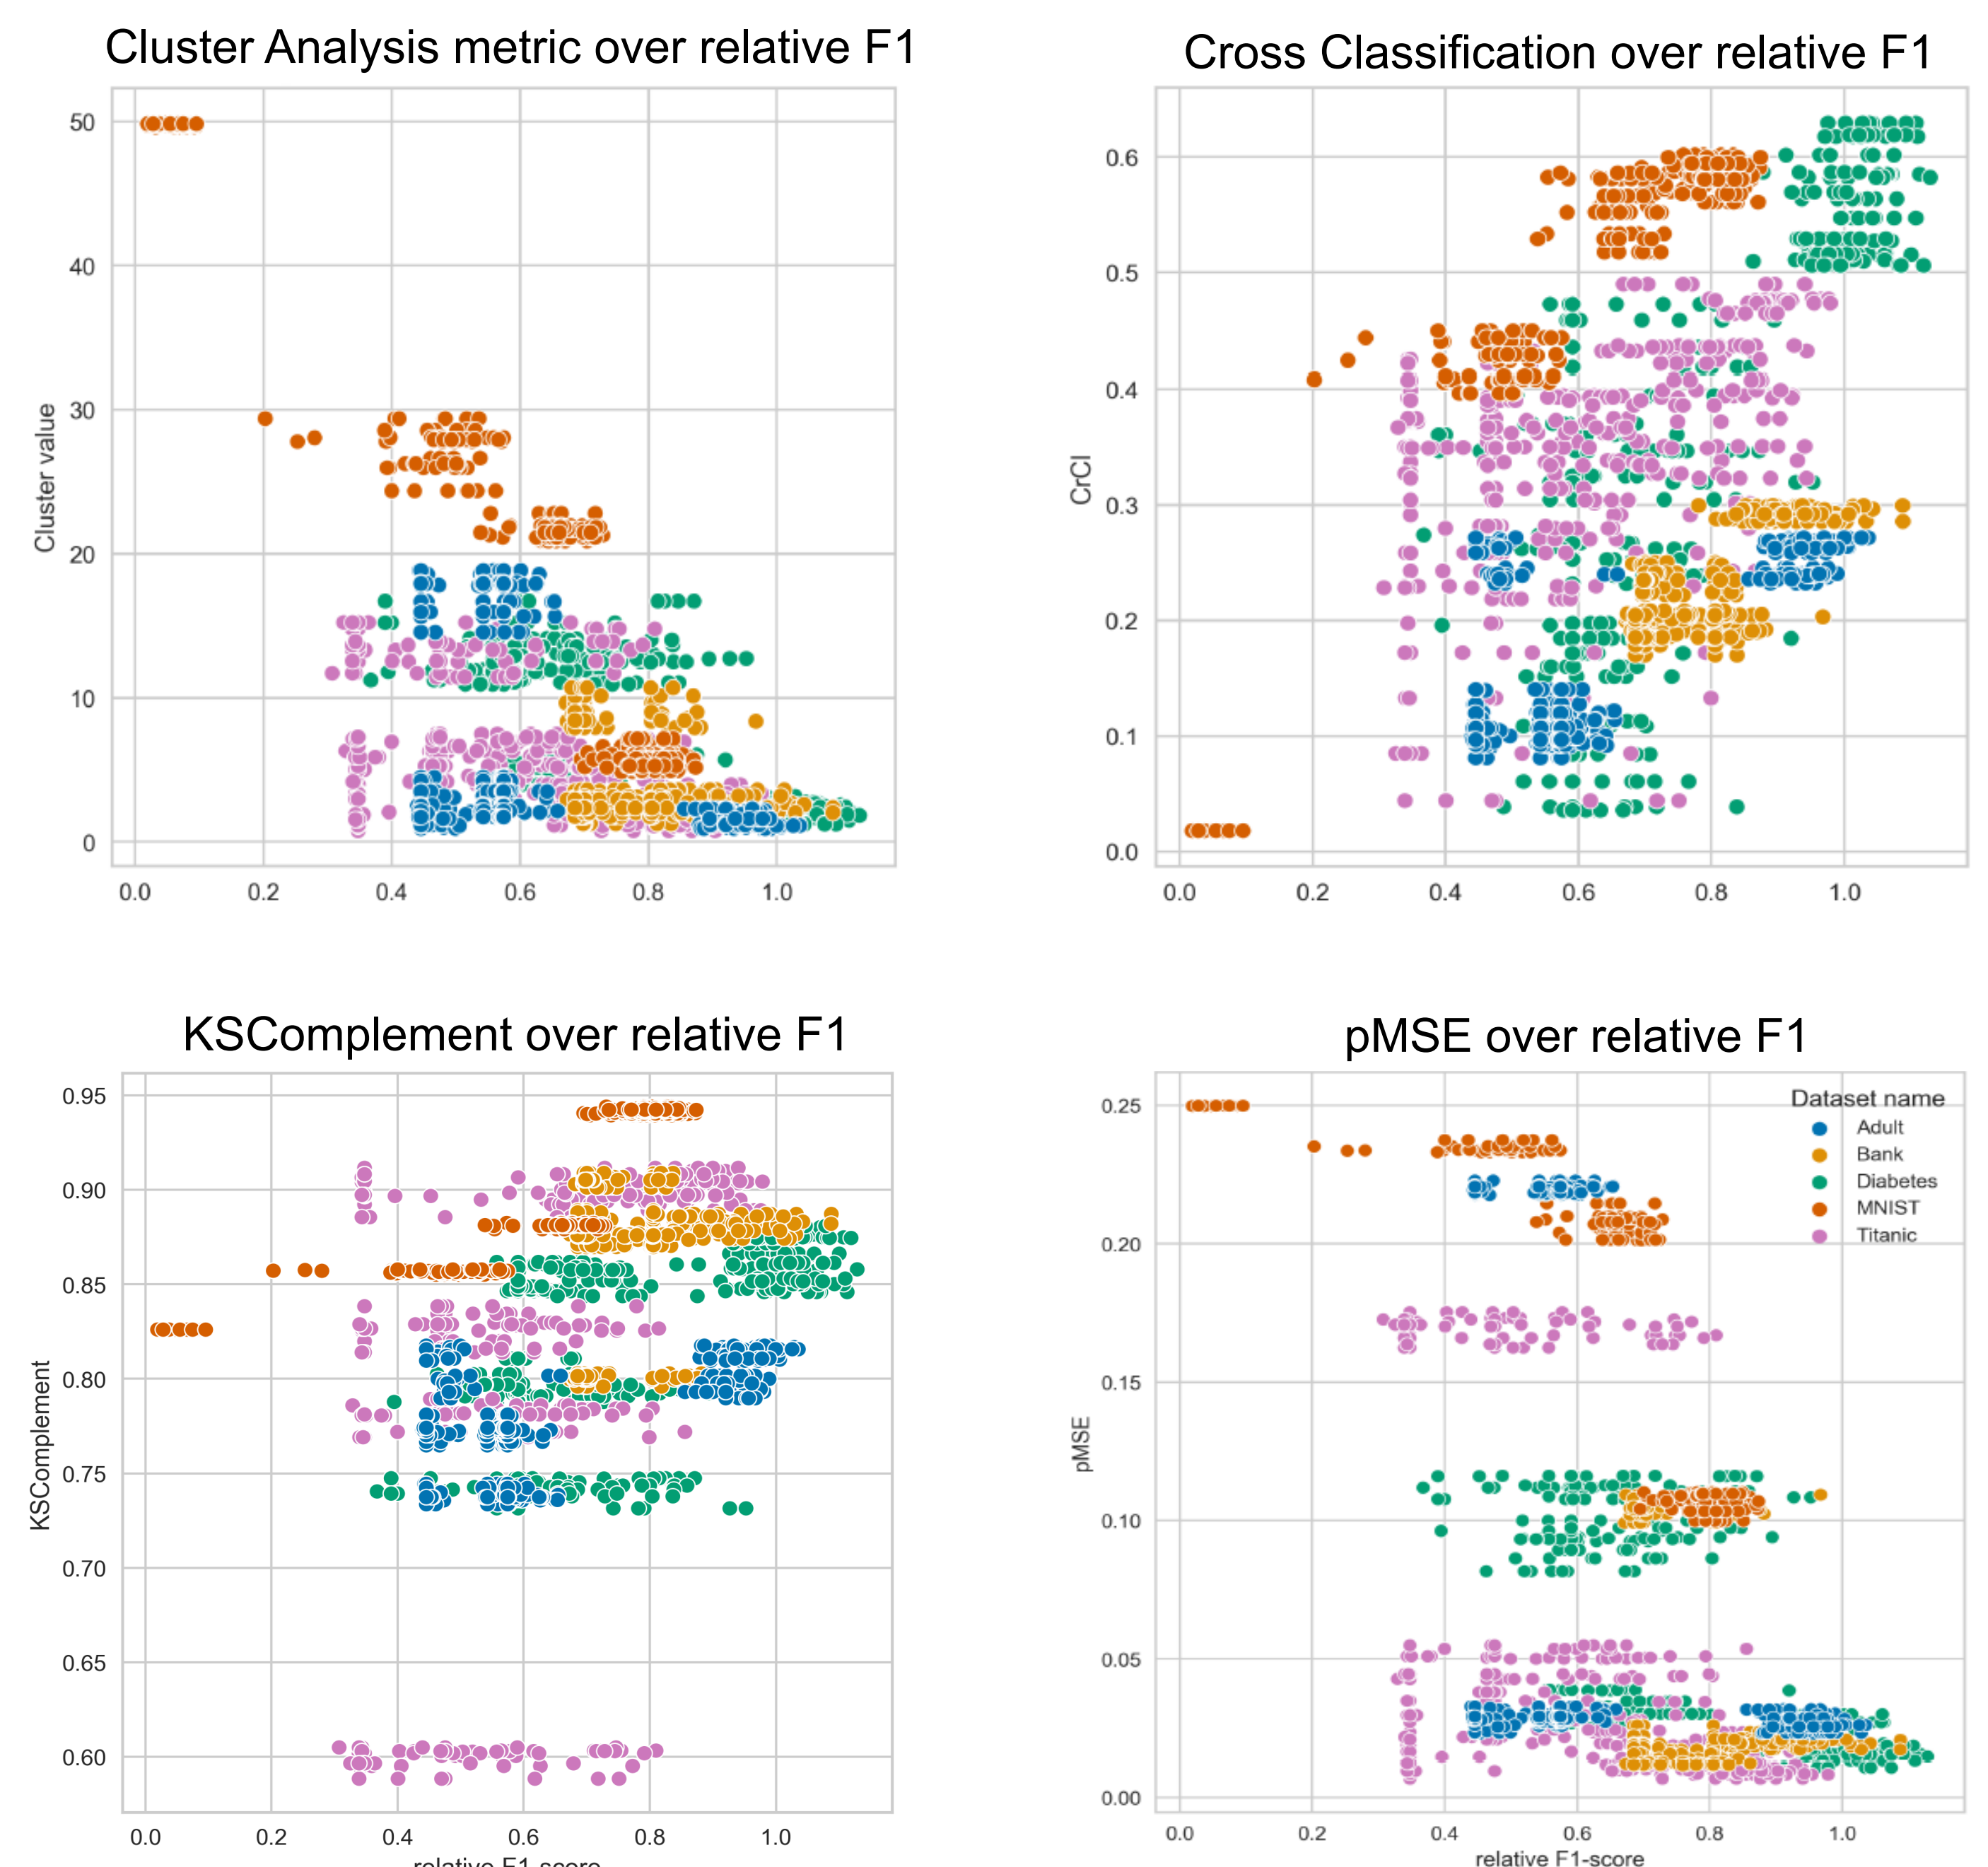 Cluster Analysis metric over relative F1
Cluster value
50
40
30
20
10
0
0.0 0.2 0.4 0.6 0.8 1.0
Cross Classification over relative F1
CrCl
0.6
0.5
0.4
0.3
0.2
0.1
0.0
0.0 0.2 0.4 0.6 0.8 1.0
KSComplement over relative F1
KSComplement
0.95
0.90
0.85
0.80
0.75
0.70
0.65
0.60
0.0 0.2 0.4 0.6 0.8 1.0
relative F1-score
pMSE over relative F1
pMSE
0.25
0.20
0.15
0.10
0.05
0.00
Dataset name
Adult
Bank
Diabetes
MNIST
Titanic
0.0 0.2 0.4 0.6 0.8 1.0
relative F1-score